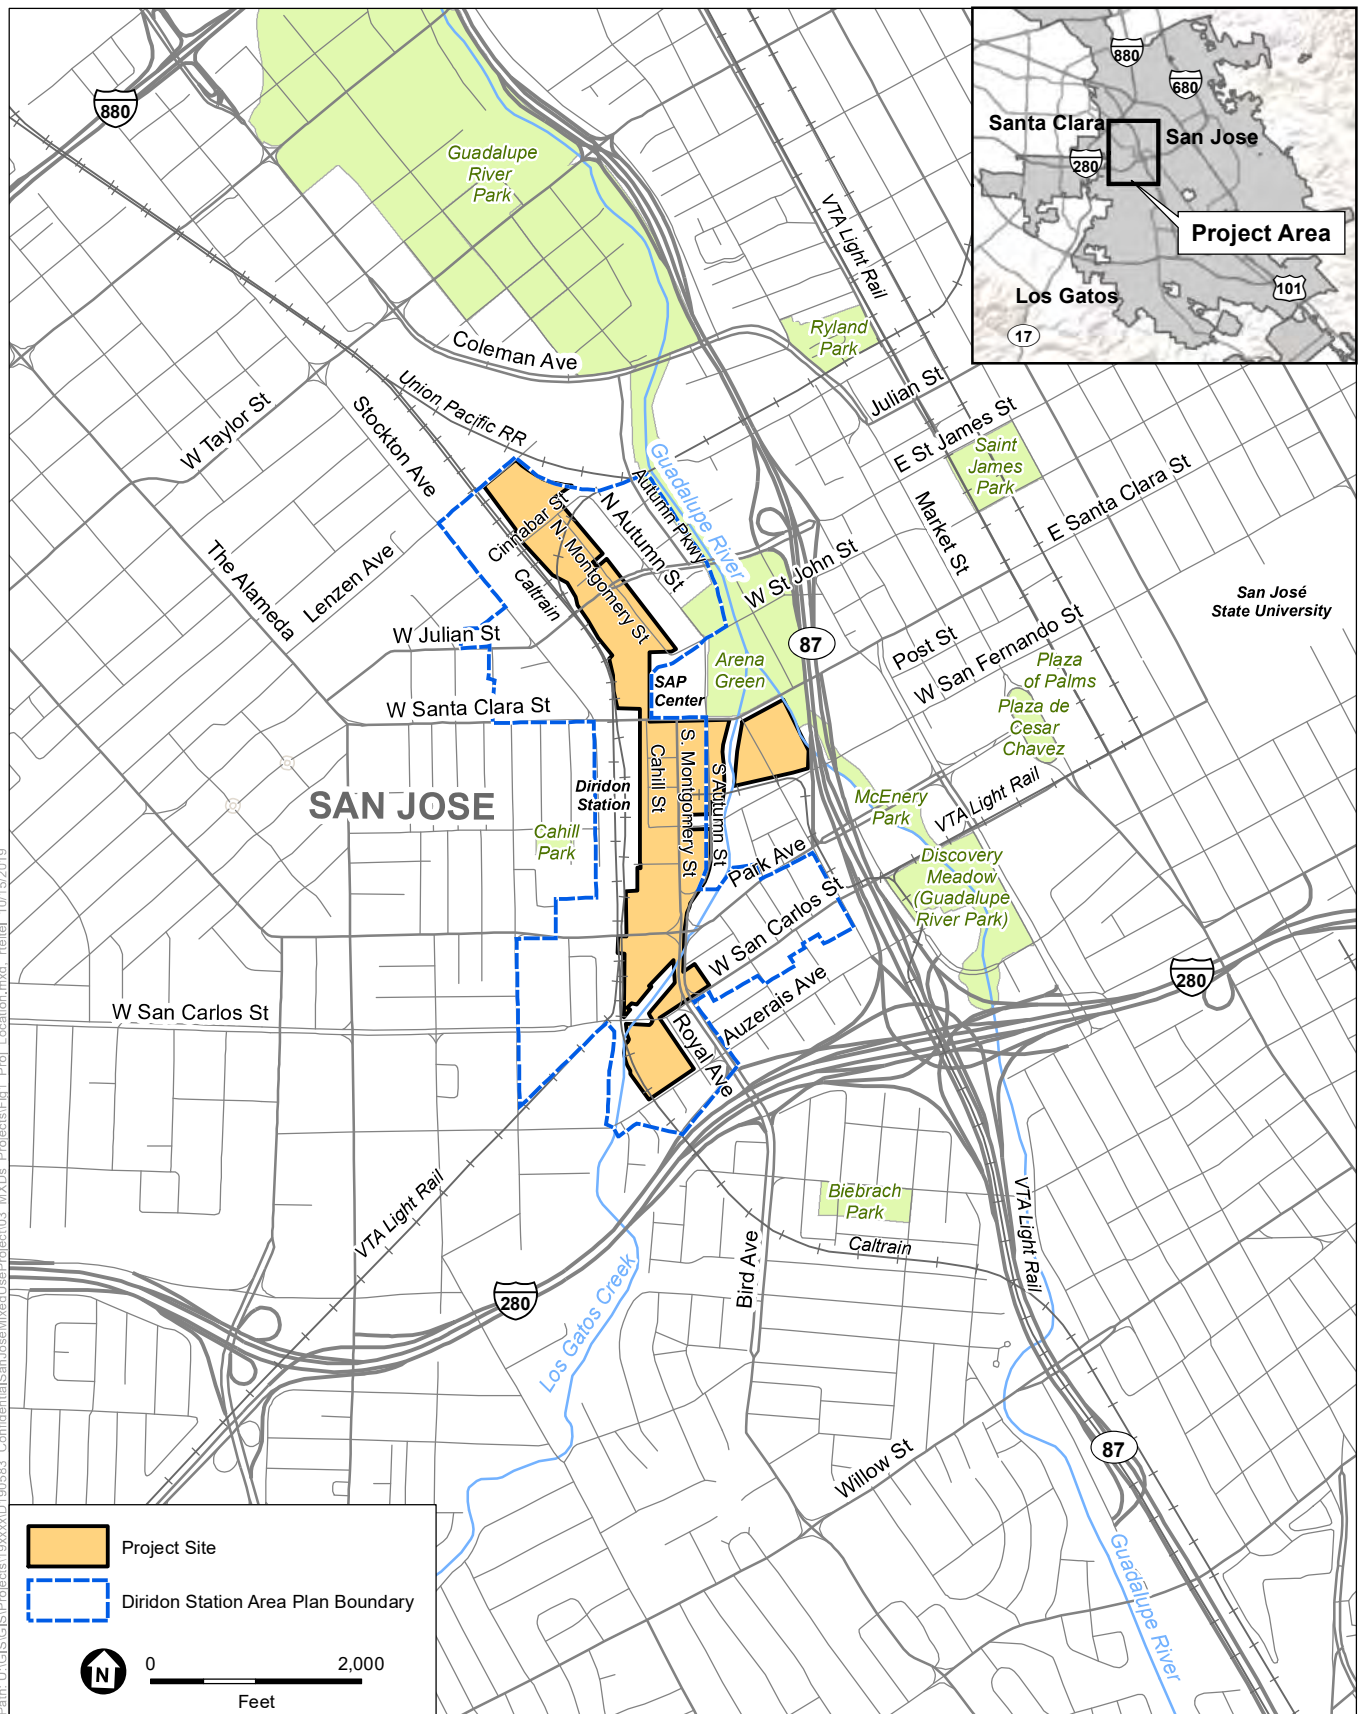 880
Guadalupe
River
Park
880
680
Santa Clara
San Jose
280
Project Area
101
Los Gatos
17
VTA Light Rail
Ryland
Park
Coleman Ave
Julian St
Union Pacific RR
W Taylor St
Stockton Ave
E St James St
Saint
James
Park
E Santa Clara St
Guadalupe River
Autumn Pkwy
N Autumn St
Market St
Cinnabar St
N. Montgomery St
The Alameda
Lenzen Ave
Caltrain
W St John St
San José
State University
W Julian St
87
Post St
W San Fernando St
Arena
Green
SAP
Center
Plaza
of Palms
Plaza de
Cesar
Chavez
W Santa Clara St
Cahill St
S. Montgomery St
S Autumn St
Diridon
Station
SAN JOSE
Cahill
Park
McEnery
Park
VTA Light Rail
Park Ave
Discovery
Meadow
(Guadalupe
River Park)
W San Carlos St
280
W San Carlos St
Auzerais Ave
Royal Ave
VTA Light Rail
Biebrach
Park
Caltrain
VTA Light Rail
Bird Ave
Los Gatos Creek
280
Willow St
87
Guadalupe River
Project Site
Diridon Station Area Plan Boundary
N
0 2,000
Feet